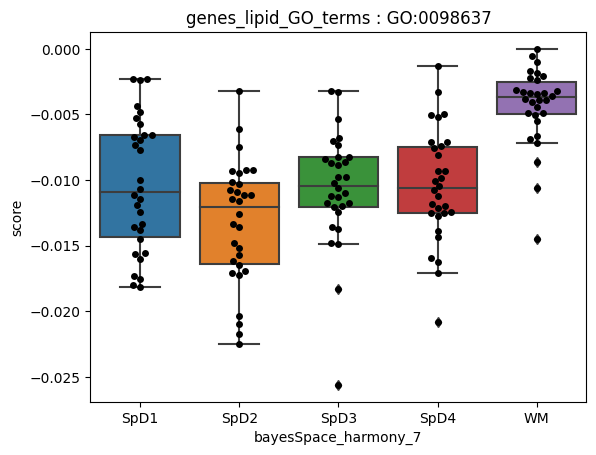 genes_lipid_GO_terms : GO:0098637
0.000
−0.005
−0.010
−0.015
−0.020
−0.025
score
SpD1 SpD2 SpD3 SpD4 WM
bayesSpace_harmony_7